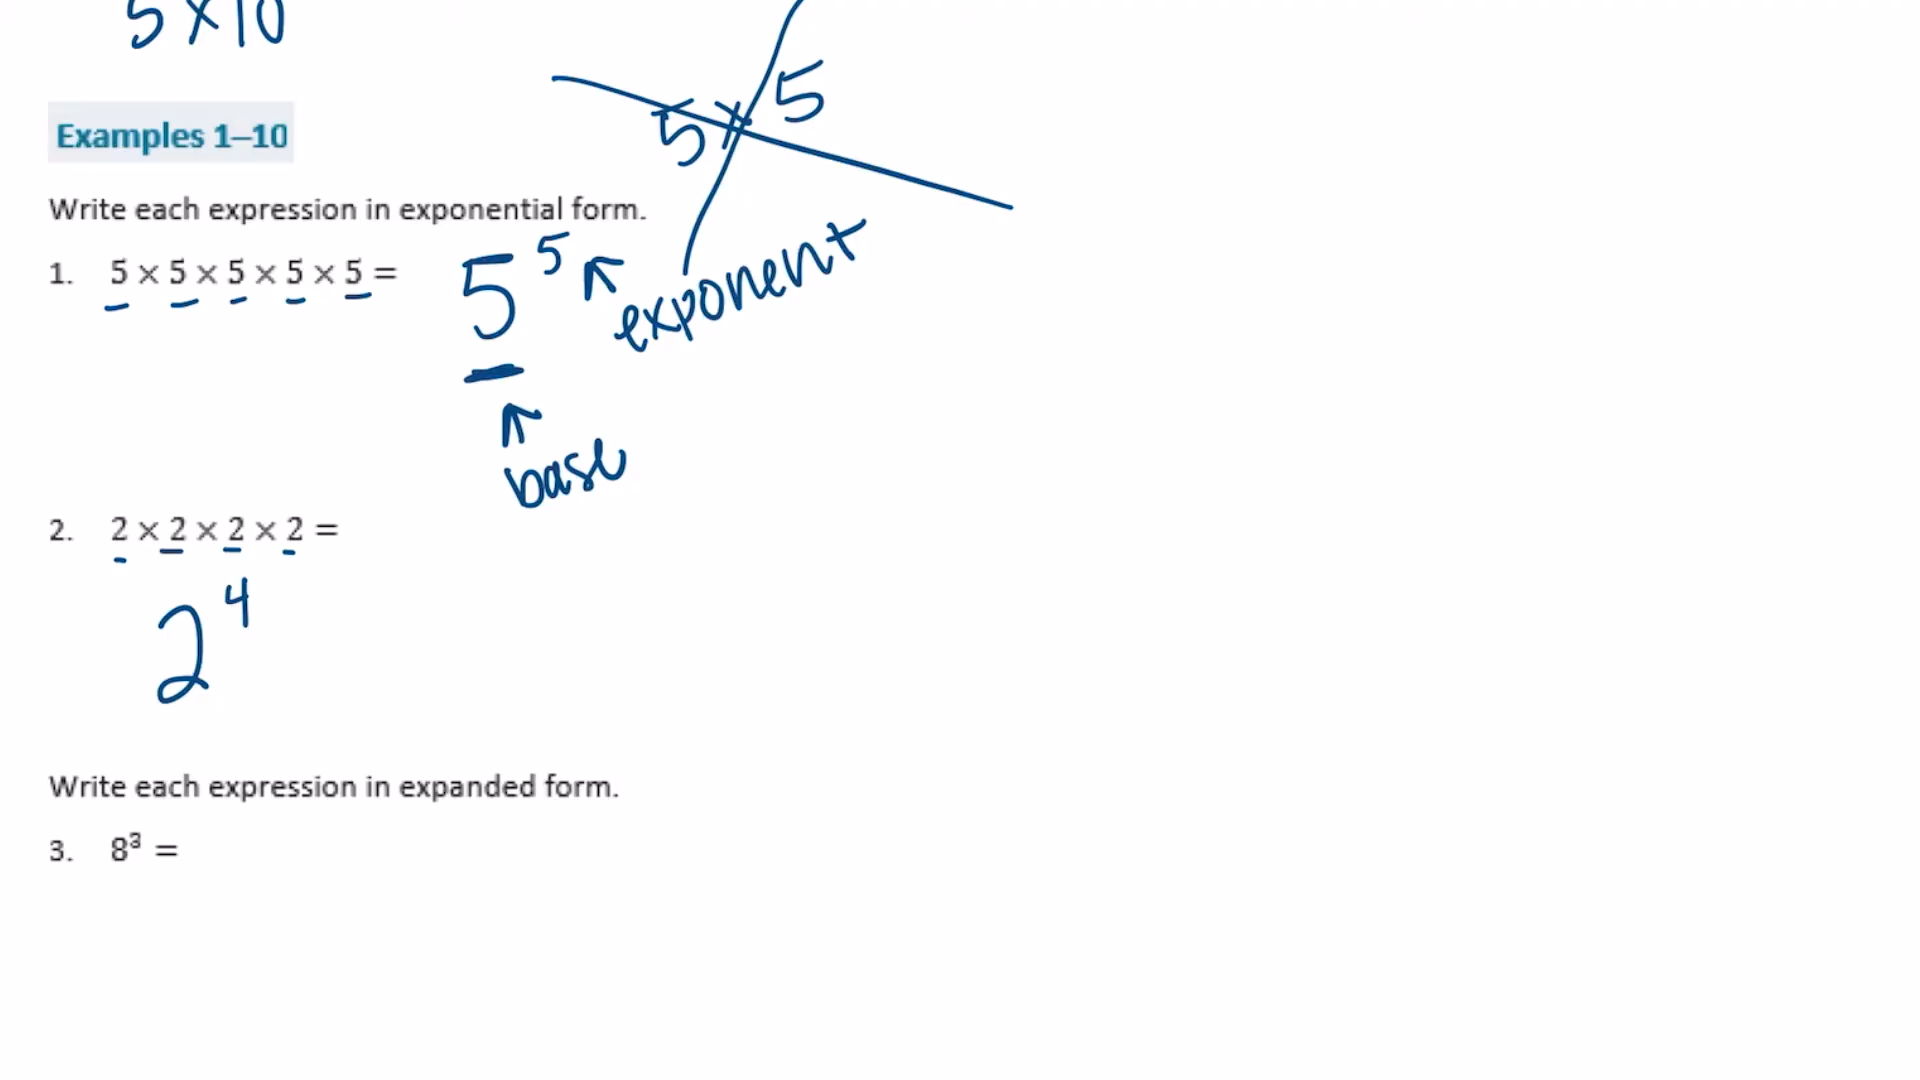 5 × 10
5 × 5
Examples 1–10
Write each expression in exponential form.
1. 5 × 5 × 5 × 5 × 5 = 5⁵
exponent
base
2. 2 × 2 × 2 × 2 =
2⁴
Write each expression in expanded form.
3. 8³ =